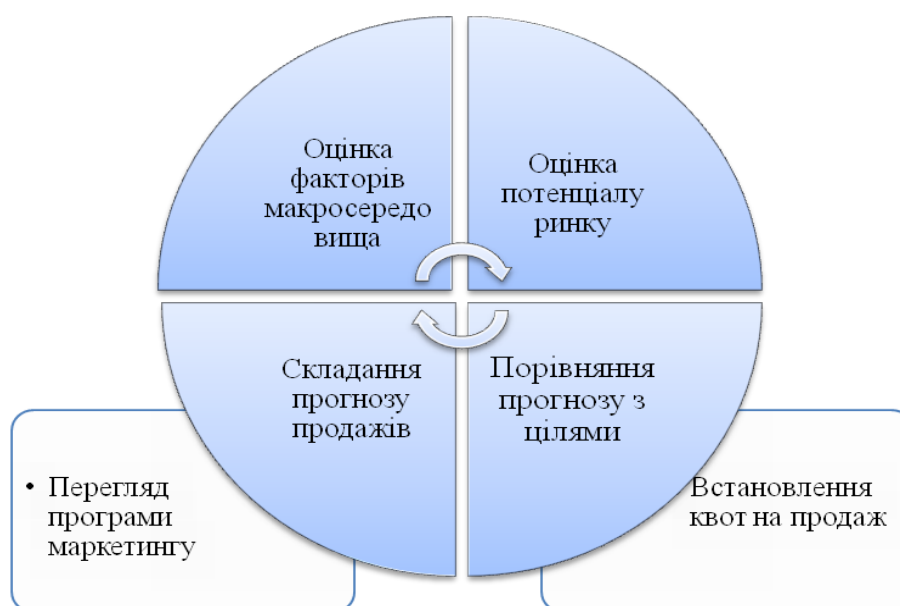 Оцінка
факторів
макросередо
вища
Оцінка
потенціалу
ринку
Складання
прогнозу
продажів
Порівняння
прогнозу з
цілями
• Перегляд
програми
маркетингу
Встановлення
квот на продаж